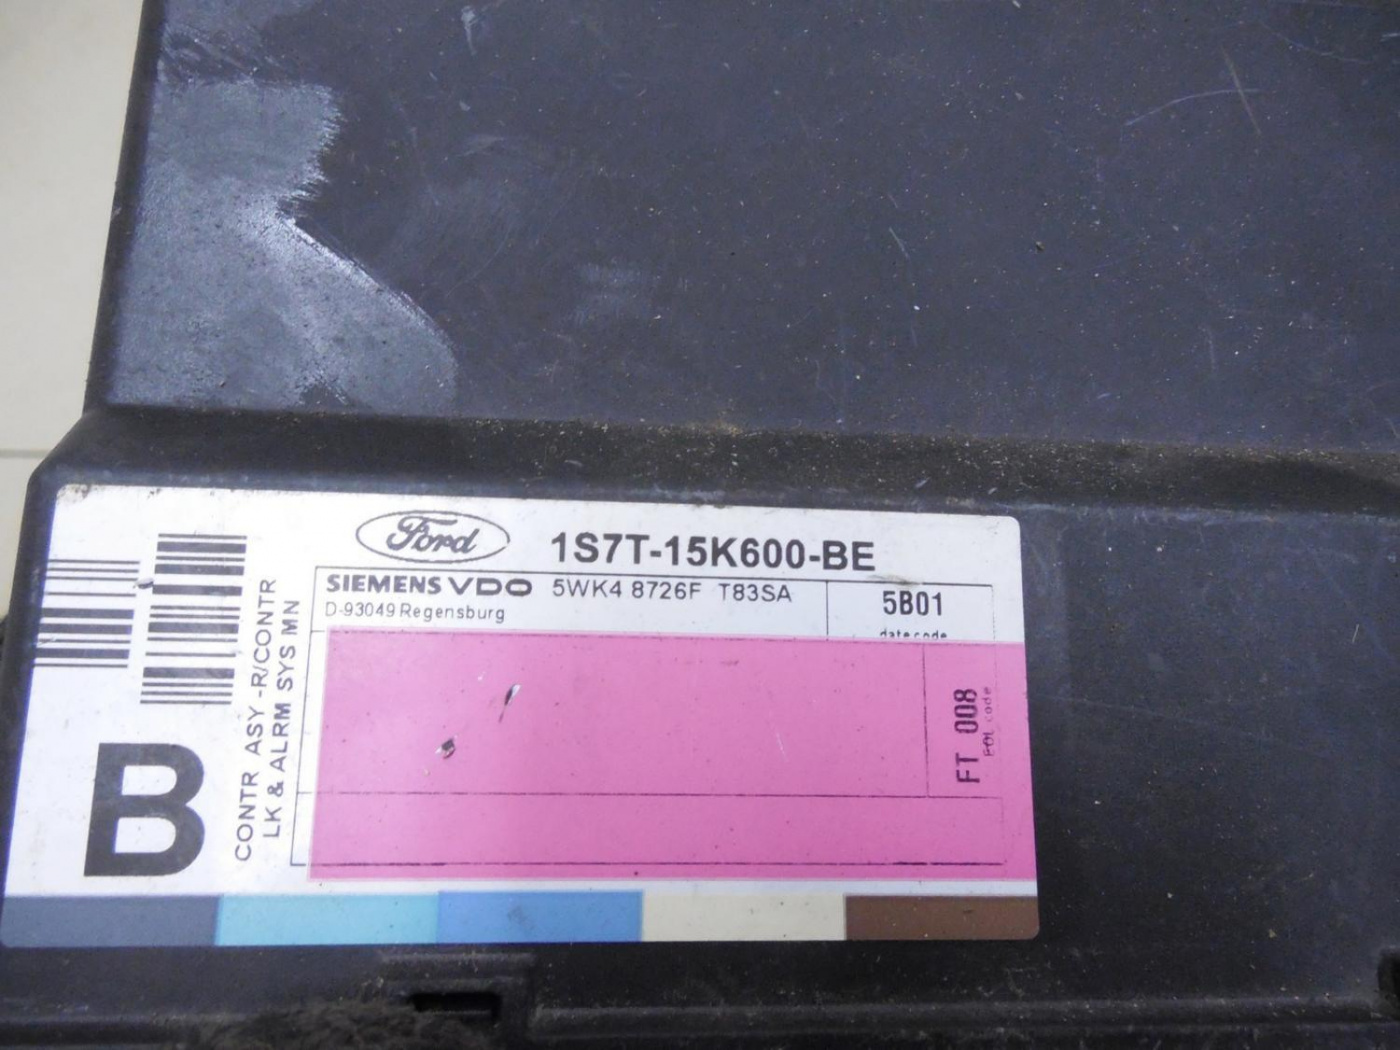 Ford
1S7T-15K600-BE
SIEMENS VDO 5WK4 8726F T83SA
D-93049 Regensburg
5B01
date code
CONTR ASY -R/CONTR
LK & ALRM SYS MN
B
FT 008
EOL code